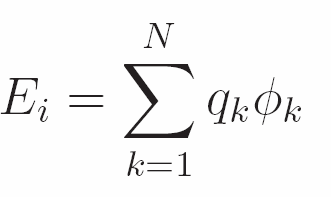 $E_i = \sum_{k=1}^{N} q_k \phi_k$